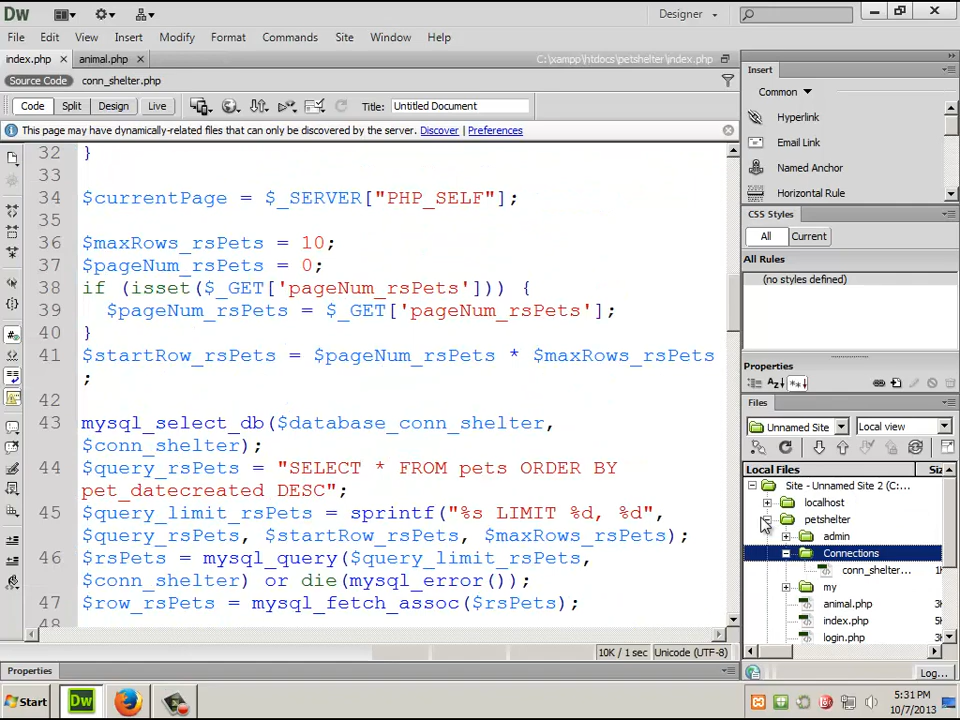 Dw
Designer
File Edit View Insert Modify Format Commands Site Window Help
index.php animal.php C:\xampp\htdocs\petshelter\index.php
Source Code conn_shelter.php
Code Split Design Live Title: Untitled Document
This page may have dynamically-related files that can only be discovered by the server. Discover | Preferences
32 }
33
34 $currentPage = $_SERVER["PHP_SELF"];
35
36 $maxRows_rsPets = 10;
37 $pageNum_rsPets = 0;
38 if (isset($_GET['pageNum_rsPets'])) {
39 $pageNum_rsPets = $_GET['pageNum_rsPets'];
40 }
41 $startRow_rsPets = $pageNum_rsPets * $maxRows_rsPets
;
42
43 mysql_select_db($database_conn_shelter,
$conn_shelter);
44 $query_rsPets = "SELECT * FROM pets ORDER BY
pet_datecreated DESC";
45 $query_limit_rsPets = sprintf("%s LIMIT %d, %d",
$query_rsPets, $startRow_rsPets, $maxRows_rsPets);
46 $rsPets = mysql_query($query_limit_rsPets,
$conn_shelter) or die(mysql_error());
47 $row_rsPets = mysql_fetch_assoc($rsPets);
48
10K / 1 sec Unicode (UTF-8)
Properties
Insert
Common
Hyperlink
Email Link
Named Anchor
Horizontal Rule
CSS Styles
All Current
All Rules
(no styles defined)
Properties
Files
Unnamed Site Local view
Local Files Siz
Site - Unnamed Site 2 (C:...
localhost
petshelter
admin
Connections
conn_shelter... 1K
my
animal.php 3K
index.php 5K
login.php 3K
Log...
Start Dw 5:31 PM
10/7/2013